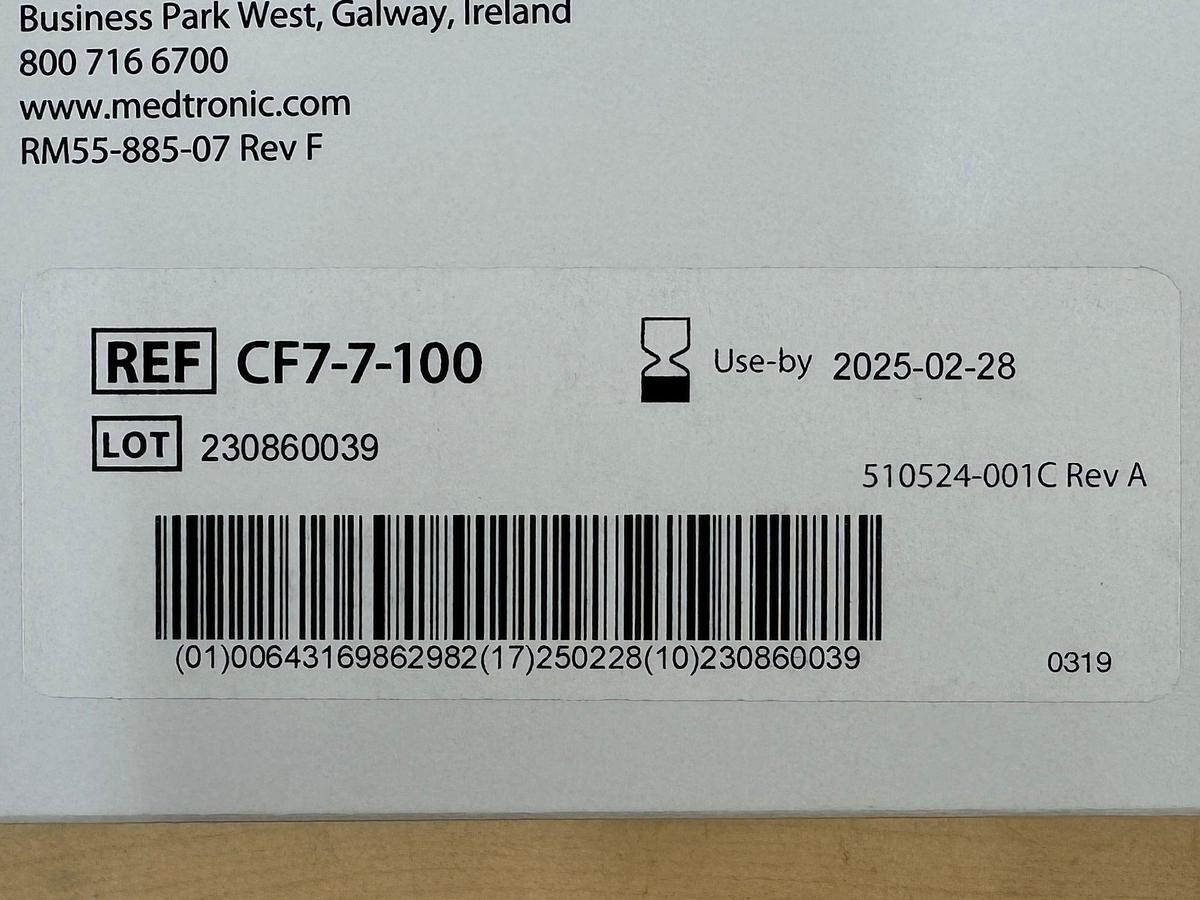 Business Park West, Galway, Ireland
800 716 6700
www.medtronic.com
RM55-885-07 Rev F
REF CF7-7-100
Use-by 2025-02-28
LOT 230860039
510524-001C Rev A
(01)00643169862982(17)250228(10)230860039
0319